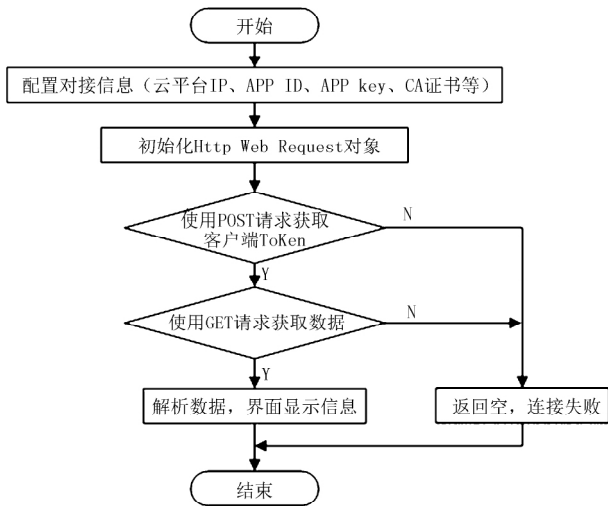 开始
配置对接信息（云平台IP、APP ID、APP key、CA证书等）
初始化Http Web Request对象
使用POST请求获取
客户端ToKen
N
Y
使用GET请求获取数据
N
Y
解析数据，界面显示信息
返回空，连接失败
结束